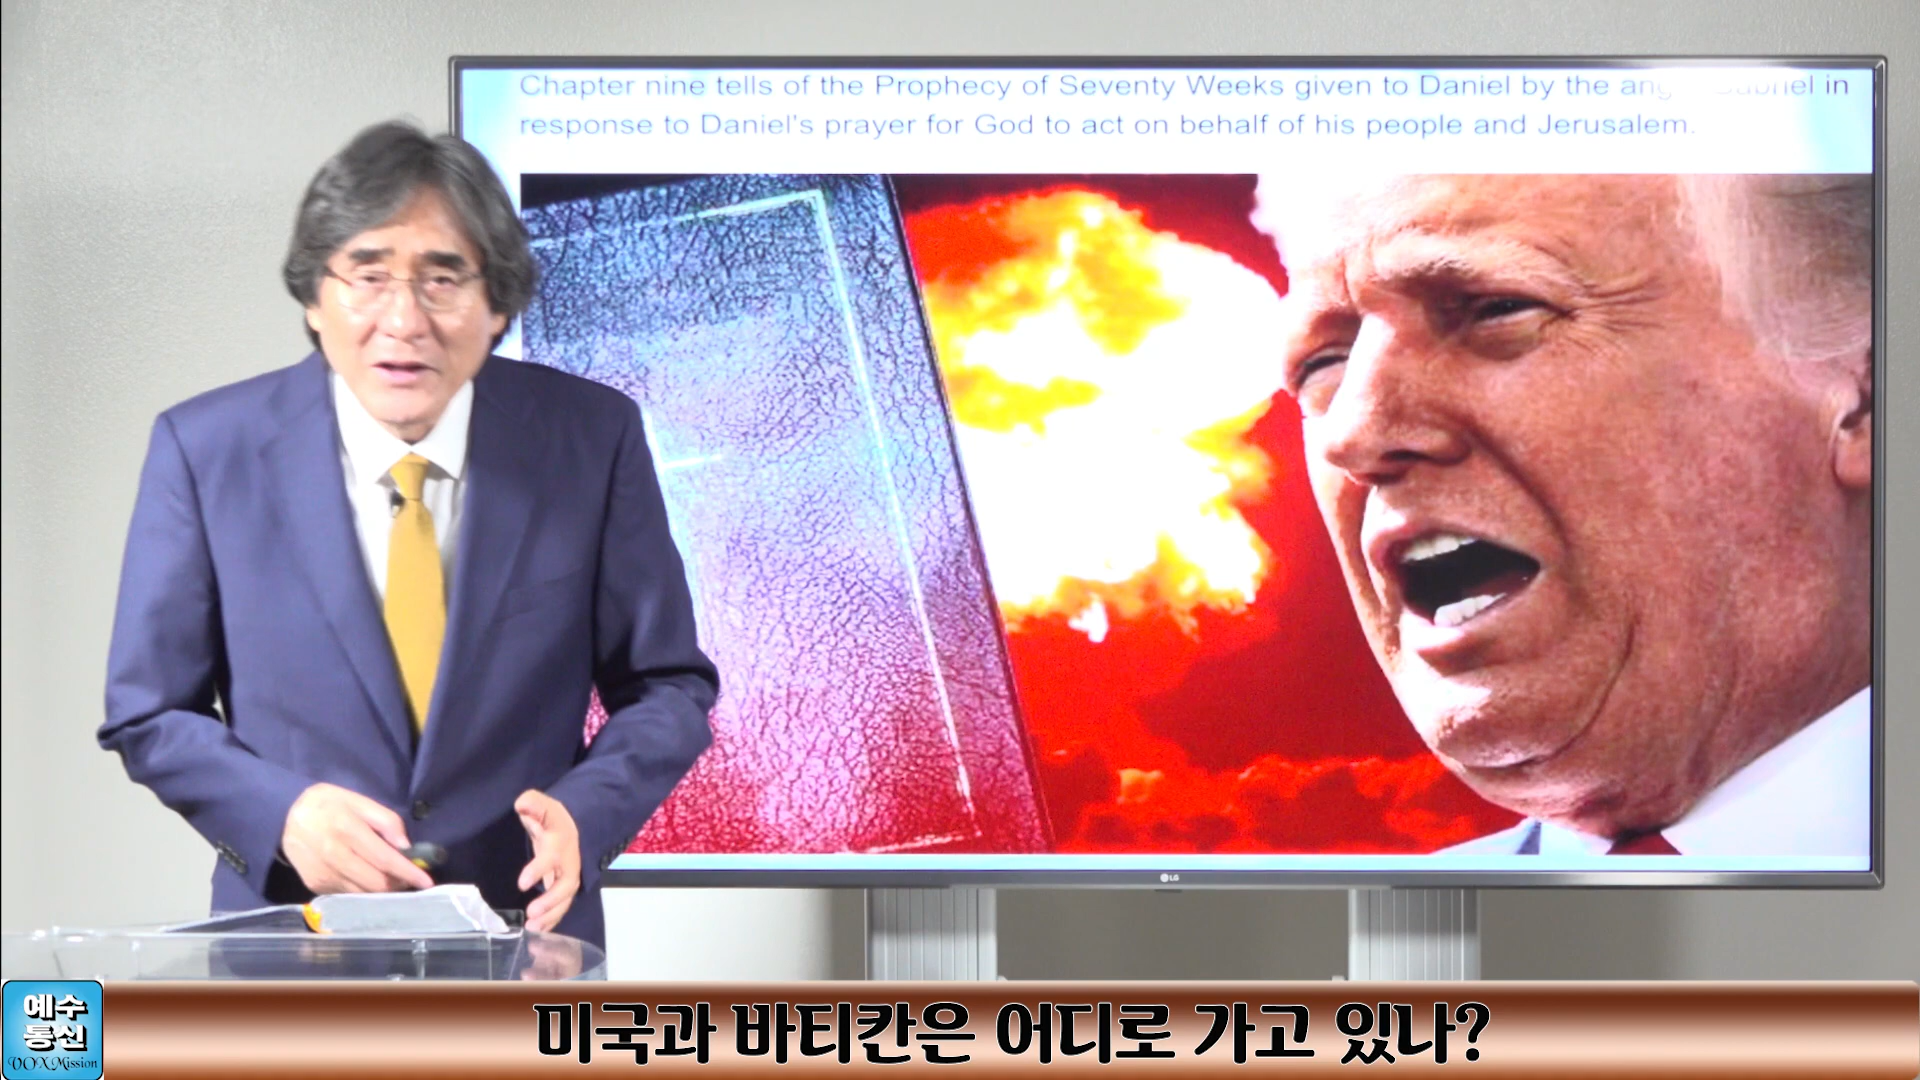 Chapter nine tells of the Prophecy of Seventy Weeks given to Daniel by the in
response to Daniel's prayer for God to act on behalf of his people and Jerusalem.
LG
미국과 바티칸은 어디로 가고 있나?
예수
통신
VOX Mission